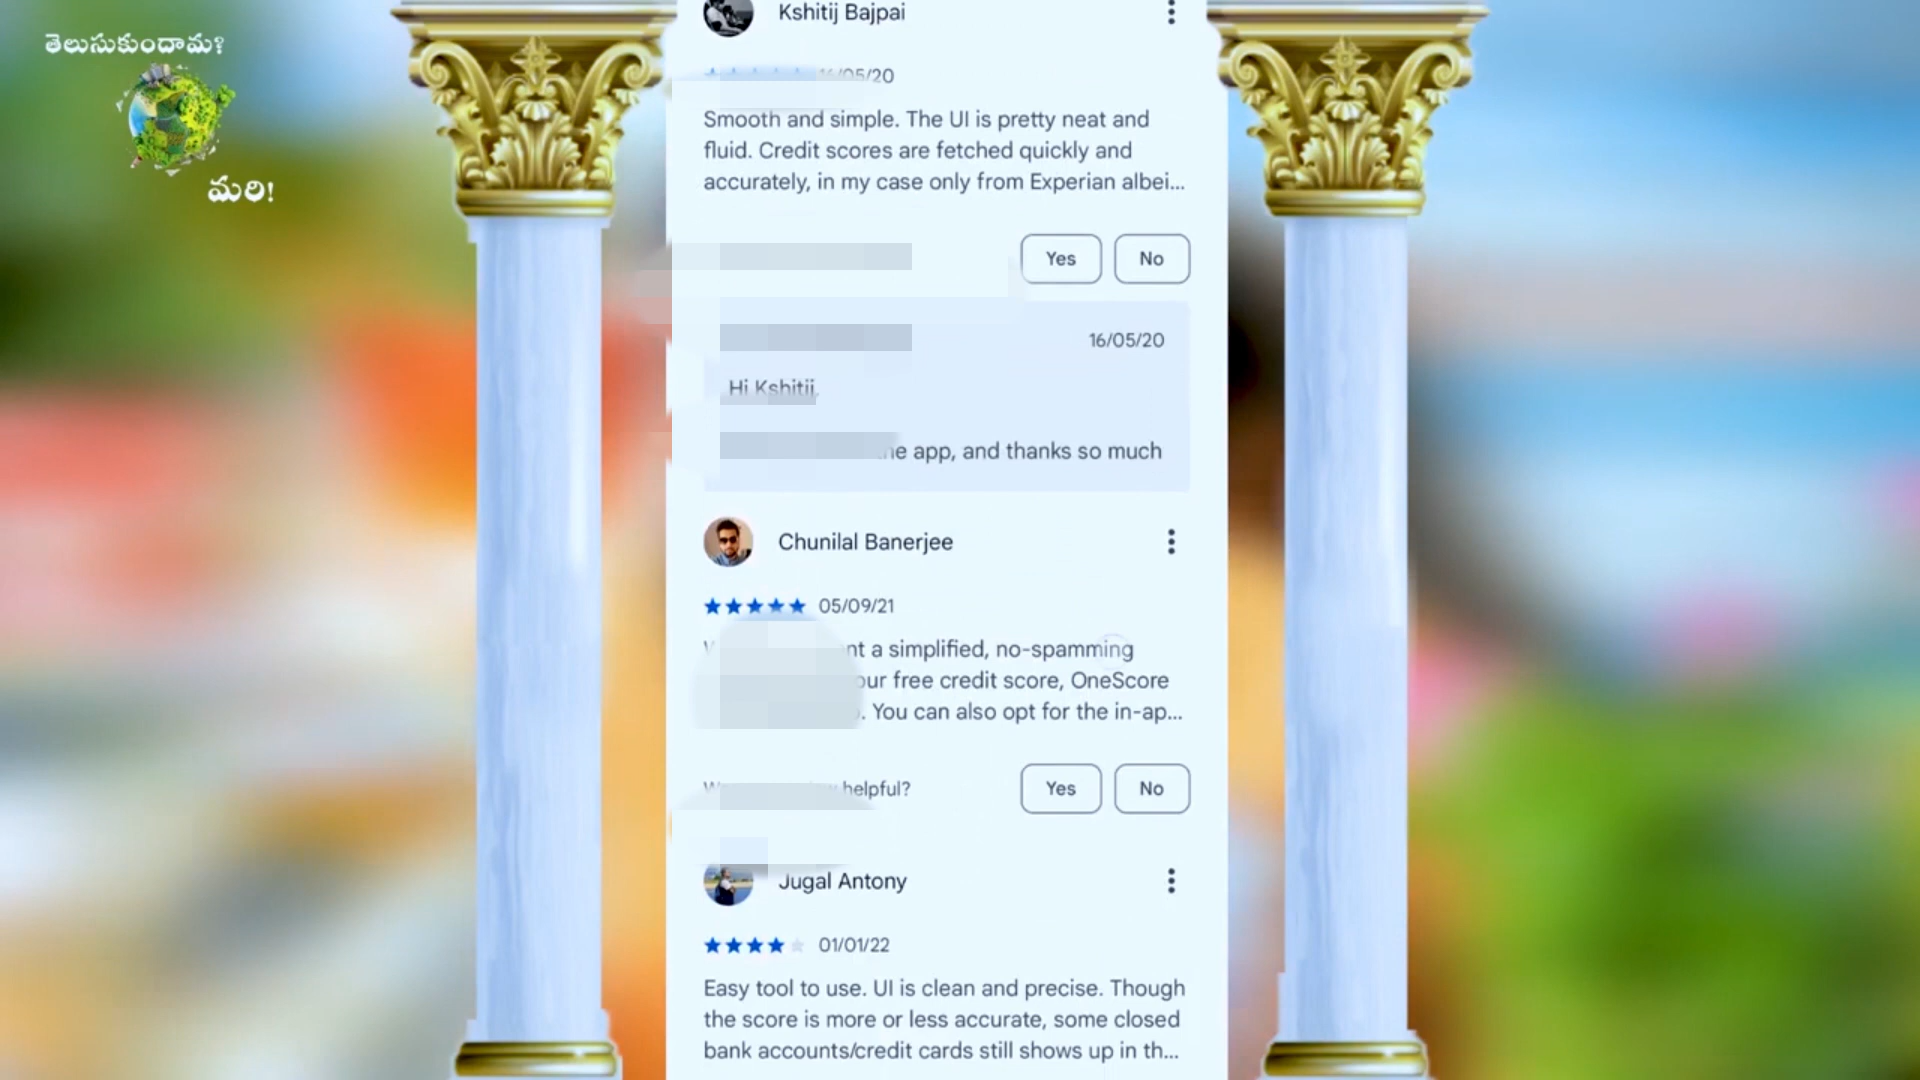 తెలుసుకుందామ?
మరి!
Kshitij Bajpai
16/05/20
Smooth and simple. The UI is pretty neat and
fluid. Credit scores are fetched quickly and
accurately, in my case only from Experian albei...
Yes No
16/05/20
Hi Kshitij,
app, and thanks so much
Chunilal Banerjee
05/09/21
a simplified, no-spamming
free credit score, OneScore
You can also opt for the in-ap...
helpful? Yes No
Jugal Antony
01/01/22
Easy tool to use. UI is clean and precise. Though
the score is more or less accurate, some closed
bank accounts/credit cards still shows up in th...